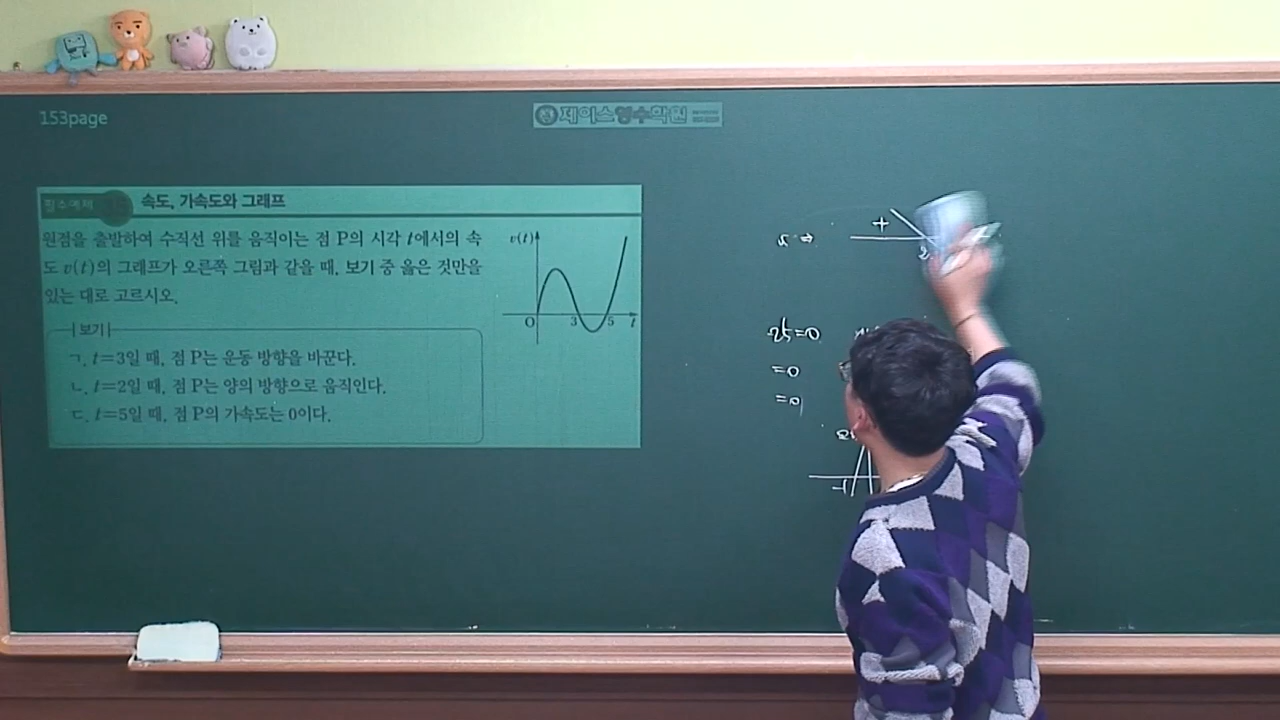 153page
제이스영수학원
필수예제
속도, 가속도와 그래프
원점을 출발하여 수직선 위를 움직이는 점 P의 시각 t에서의 속
도 v(t)의 그래프가 오른쪽 그림과 같을 때, 보기 중 옳은 것만을
있는 대로 고르시오.
v(t)
O 3 5 t
보기
ㄱ. t=3일 때, 점 P는 운동 방향을 바꾼다.
ㄴ. t=2일 때, 점 P는 양의 방향으로 움직인다.
ㄷ. t=5일 때, 점 P의 가속도는 0이다.
+
⇒
2
=0
=0
=0
-1